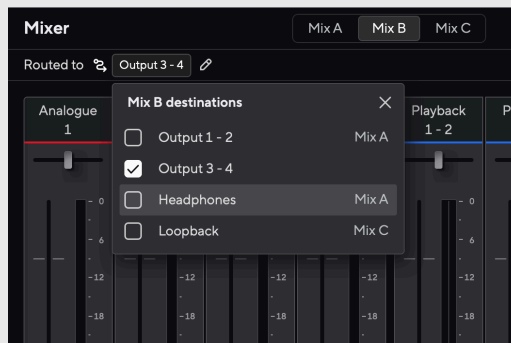 Mixer
Mix A Mix B Mix C
Routed to Output 3 - 4
Analogue
1
Mix B destinations
Output 1 - 2 Mix A
Output 3 - 4
Headphones Mix A
Loopback Mix C
Playback
1 - 2
P
0 0
6 6
-12 -12 -12 -12 -12
-18 -18 -18 -18 -18